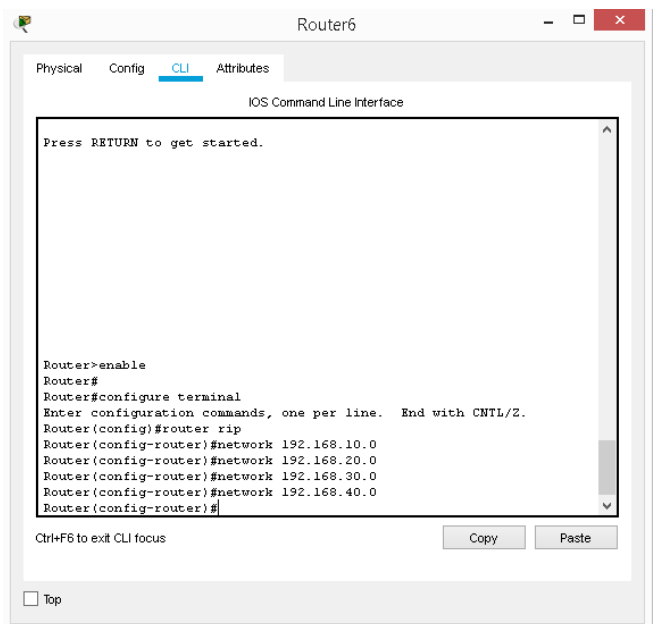 Router6
Physical Config CLI Attributes
IOS Command Line Interface
Press RETURN to get started.
Router>enable
Router#
Router#configure terminal
Enter configuration commands, one per line.  End with CNTL/Z.
Router(config)#router rip
Router(config-router)#network 192.168.10.0
Router(config-router)#network 192.168.20.0
Router(config-router)#network 192.168.30.0
Router(config-router)#network 192.168.40.0
Router(config-router)#
Ctrl+F6 to exit CLI focus Copy Paste
Top